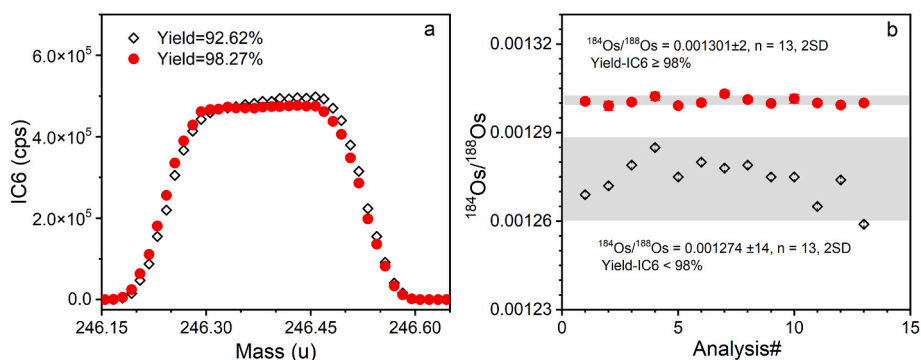 a
Yield=92.62%
Yield=98.27%
6.0×10⁵
4.0×10⁵
2.0×10⁵
0.0
IC6 (cps)
246.15 246.30 246.45 246.60
Mass (u)
b
¹⁸⁴Os/¹⁸⁸Os = 0.001301±2, n = 13, 2SD
Yield-IC6 ≥ 98%
0.00132
0.00129
0.00126
0.00123
¹⁸⁴Os/¹⁸⁸Os
¹⁸⁴Os/¹⁸⁸Os = 0.001274 ±14, n = 13, 2SD
Yield-IC6 < 98%
0 5 10 15
Analysis#